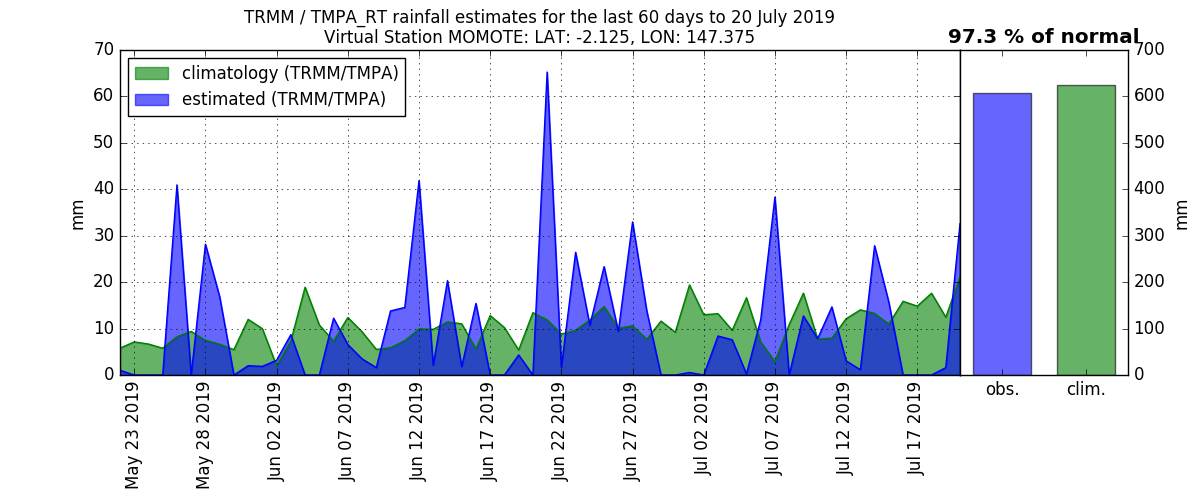 TRMM / TMPA_RT rainfall estimates for the last 60 days to 20 July 2019
Virtual Station MOMOTE: LAT: -2.125, LON: 147.375
97.3 % of normal
climatology (TRMM/TMPA)
estimated (TRMM/TMPA)
mm
70
60
50
40
30
20
10
0
May 23 2019
May 28 2019
Jun 02 2019
Jun 07 2019
Jun 12 2019
Jun 17 2019
Jun 22 2019
Jun 27 2019
Jul 02 2019
Jul 07 2019
Jul 12 2019
Jul 17 2019
obs.
clim.
700
600
500
400
300
200
100
0
mm